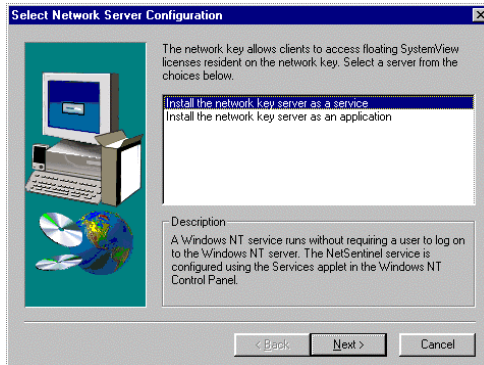 Select Network Server Configuration
The network key allows clients to access floating SystemView
licenses resident on the network key. Select a server from the
choices below.
Install the network key server as a service
Install the network key server as an application
Description
A Windows NT service runs without requiring a user to log on
to the Windows NT server. The NetSentinel service is
configured using the Services applet in the Windows NT
Control Panel.
< Back Next > Cancel